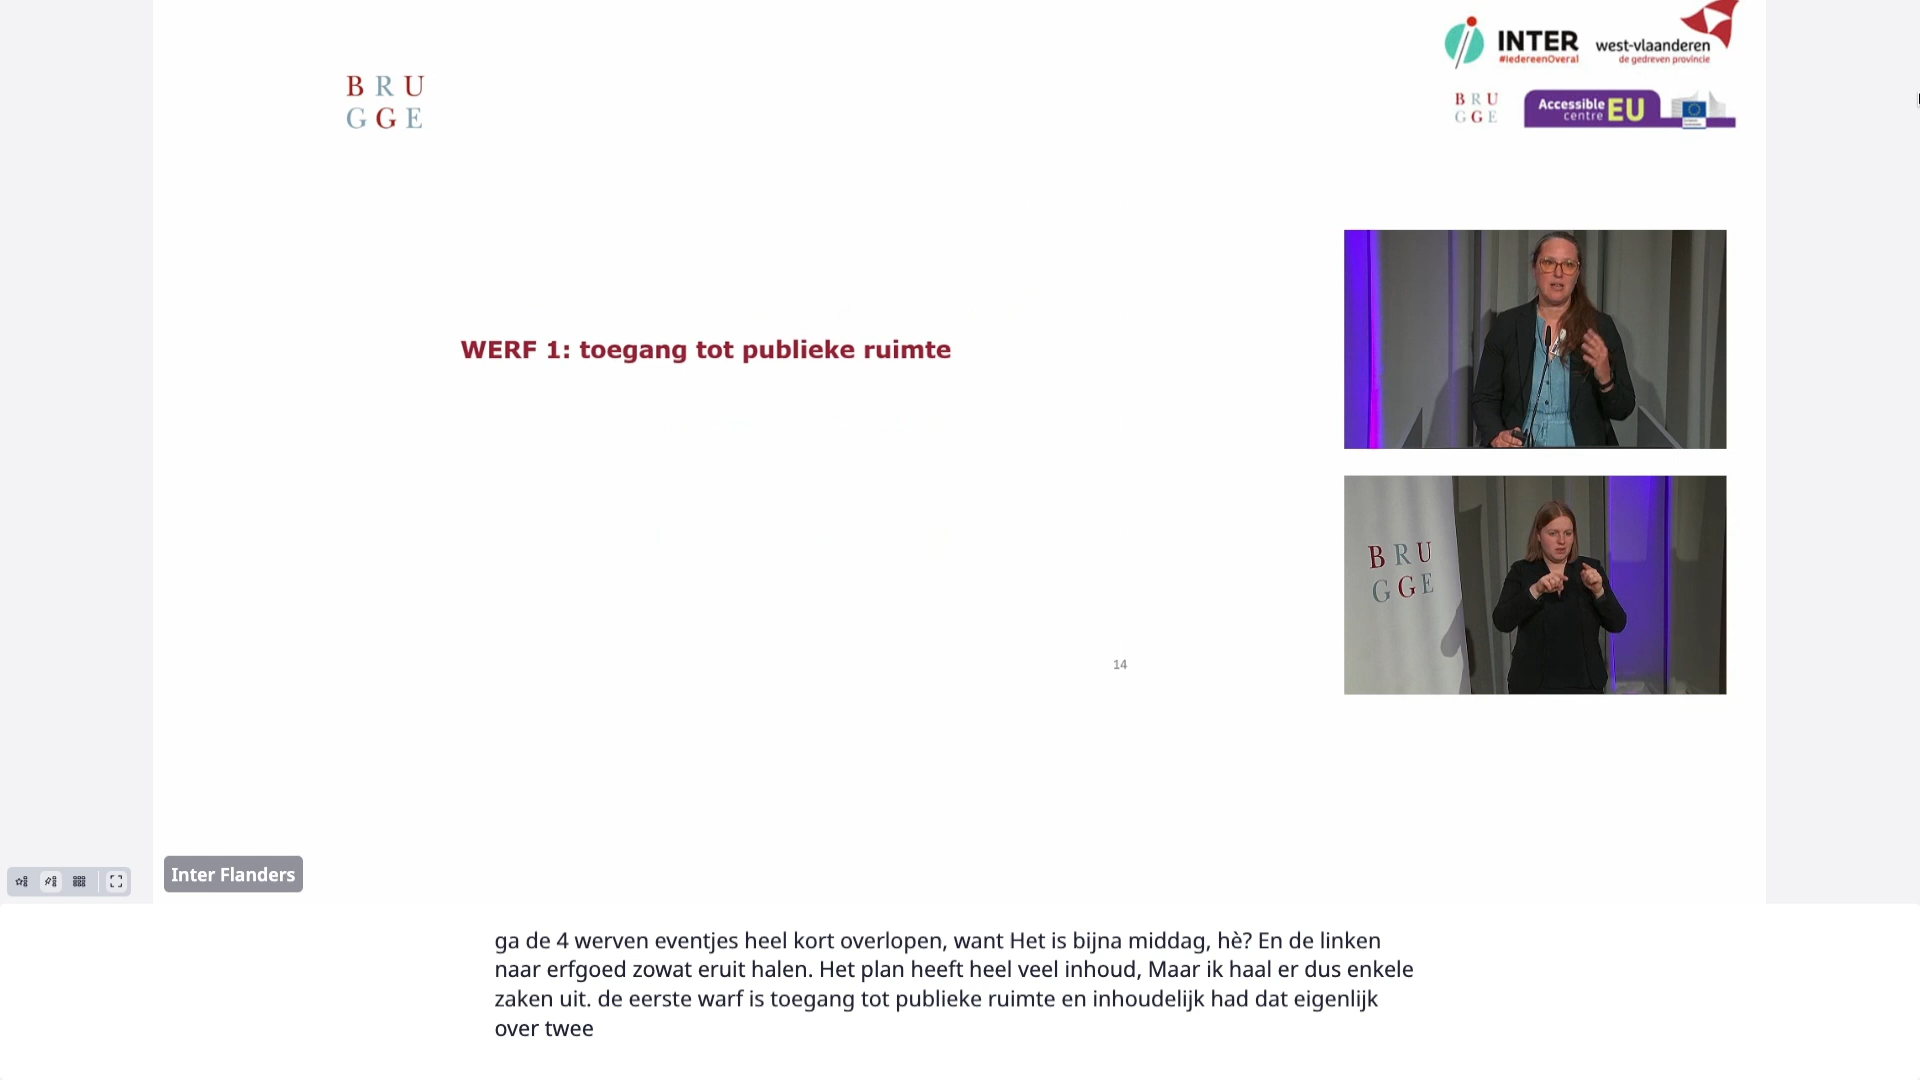 B R U
G G E
INTER
#IedereenOveral
west-vlaanderen
de gedreven provincie
B R U
G G E
Accessible EU
centre
WERF 1: toegang tot publieke ruimte
B R U
G G E
14
Inter Flanders
ga de 4 werven eventjes heel kort overlopen, want Het is bijna middag, hè? En de linken
naar erfgoed zowat eruit halen. Het plan heeft heel veel inhoud, Maar ik haal er dus enkele
zaken uit. de eerste warf is toegang tot publieke ruimte en inhoudelijk had dat eigenlijk
over twee